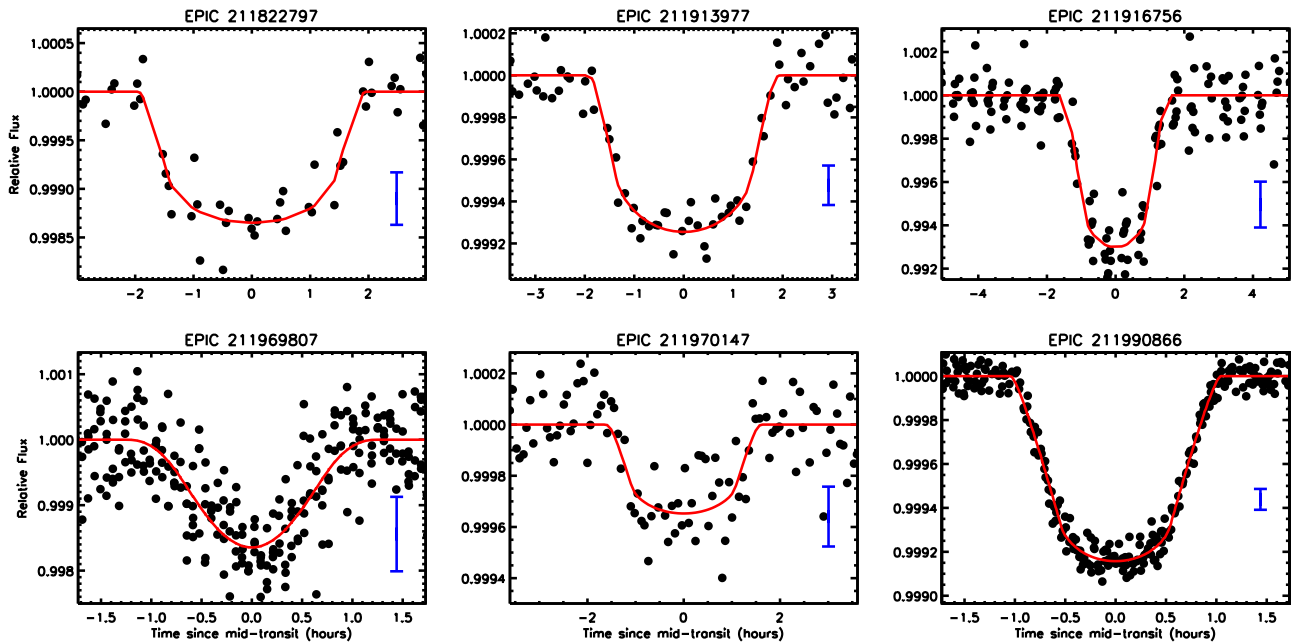 EPIC 211822797
EPIC 211913977
EPIC 211916756
Relative Flux
1.0005
1.0000
0.9995
0.9990
0.9985
-2 -1 0 1 2
1.0002
1.0000
0.9998
0.9996
0.9994
0.9992
-3 -2 -1 0 1 2 3
1.002
1.000
0.998
0.996
0.994
0.992
-4 -2 0 2 4
EPIC 211969807
EPIC 211970147
EPIC 211990866
Relative Flux
1.001
1.000
0.999
0.998
-1.5 -1.0 -0.5 0.0 0.5 1.0 1.5
Time since mid-transit (hours)
1.0002
1.0000
0.9998
0.9996
0.9994
-2 0 2
Time since mid-transit (hours)
1.0000
0.9998
0.9996
0.9994
0.9992
0.9990
-1.5 -1.0 -0.5 0.0 0.5 1.0 1.5
Time since mid-transit (hours)